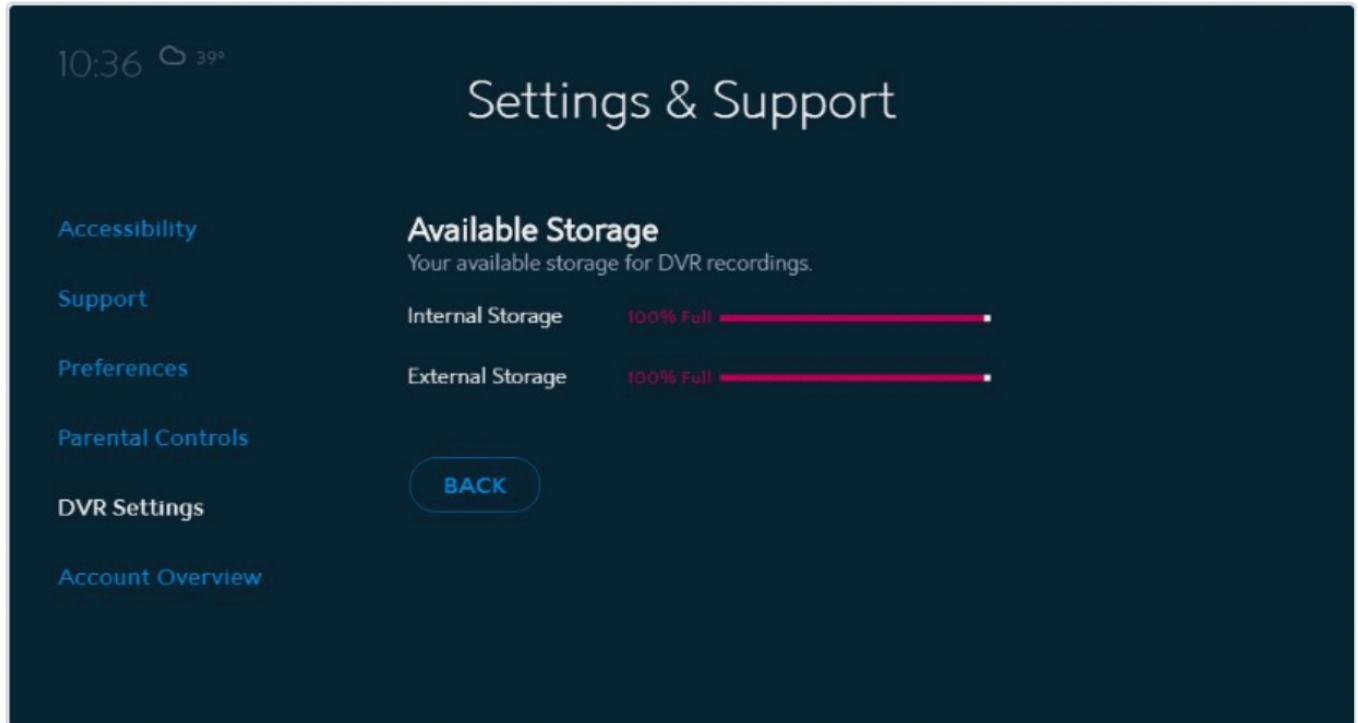 10:36 39°
Settings & Support
Accessibility
Support
Preferences
Parental Controls
DVR Settings
Account Overview
Available Storage
Your available storage for DVR recordings.
Internal Storage 100% Full
External Storage 100% Full
BACK